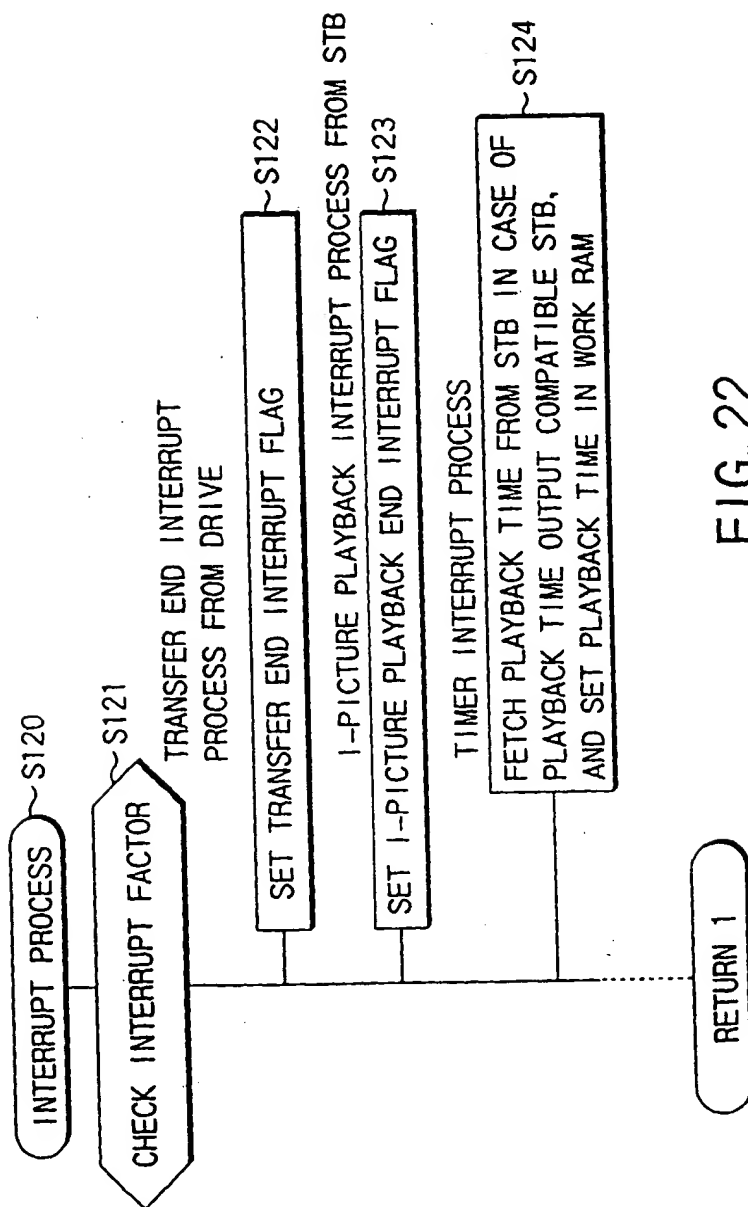 INTERRUPT PROCESS
S120
CHECK INTERRUPT FACTOR
S121
TRANSFER END INTERRUPT
PROCESS FROM DRIVE
SET TRANSFER END INTERRUPT FLAG
S122
I-PICTURE PLAYBACK INTERRUPT PROCESS FROM STB
SET I-PICTURE PLAYBACK END INTERRUPT FLAG
S123
TIMER INTERRUPT PROCESS
FETCH PLAYBACK TIME FROM STB IN CASE OF
PLAYBACK TIME OUTPUT COMPATIBLE STB,
AND SET PLAYBACK TIME IN WORK RAM
S124
RETURN 1
FIG. 22